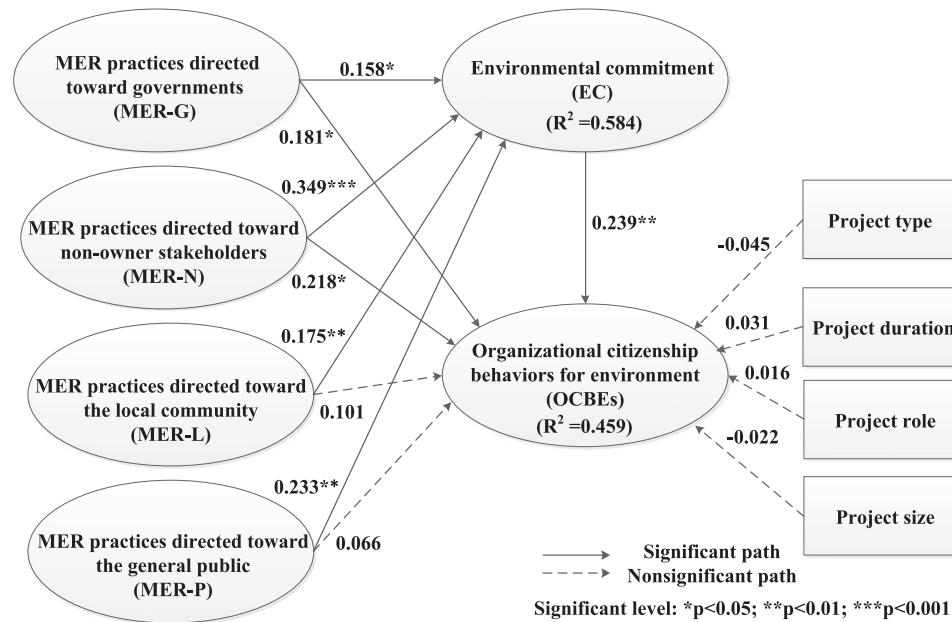 MER practices directed
toward governments
(MER-G)
0.158*
Environmental commitment
(EC)
(R² =0.584)
0.181*
0.349***
MER practices directed toward
non-owner stakeholders
(MER-N)
0.239**
Project type
-0.045
0.218*
0.175**
MER practices directed toward
the local community
(MER-L)
0.101
Organizational citizenship
behaviors for environment
(OCBEs)
(R² =0.459)
0.031
Project duration
0.016
Project role
-0.022
0.233**
MER practices directed toward
the general public
(MER-P)
0.066
Project size
Significant path
Nonsignificant path
Significant level: *p<0.05; **p<0.01; ***p<0.001